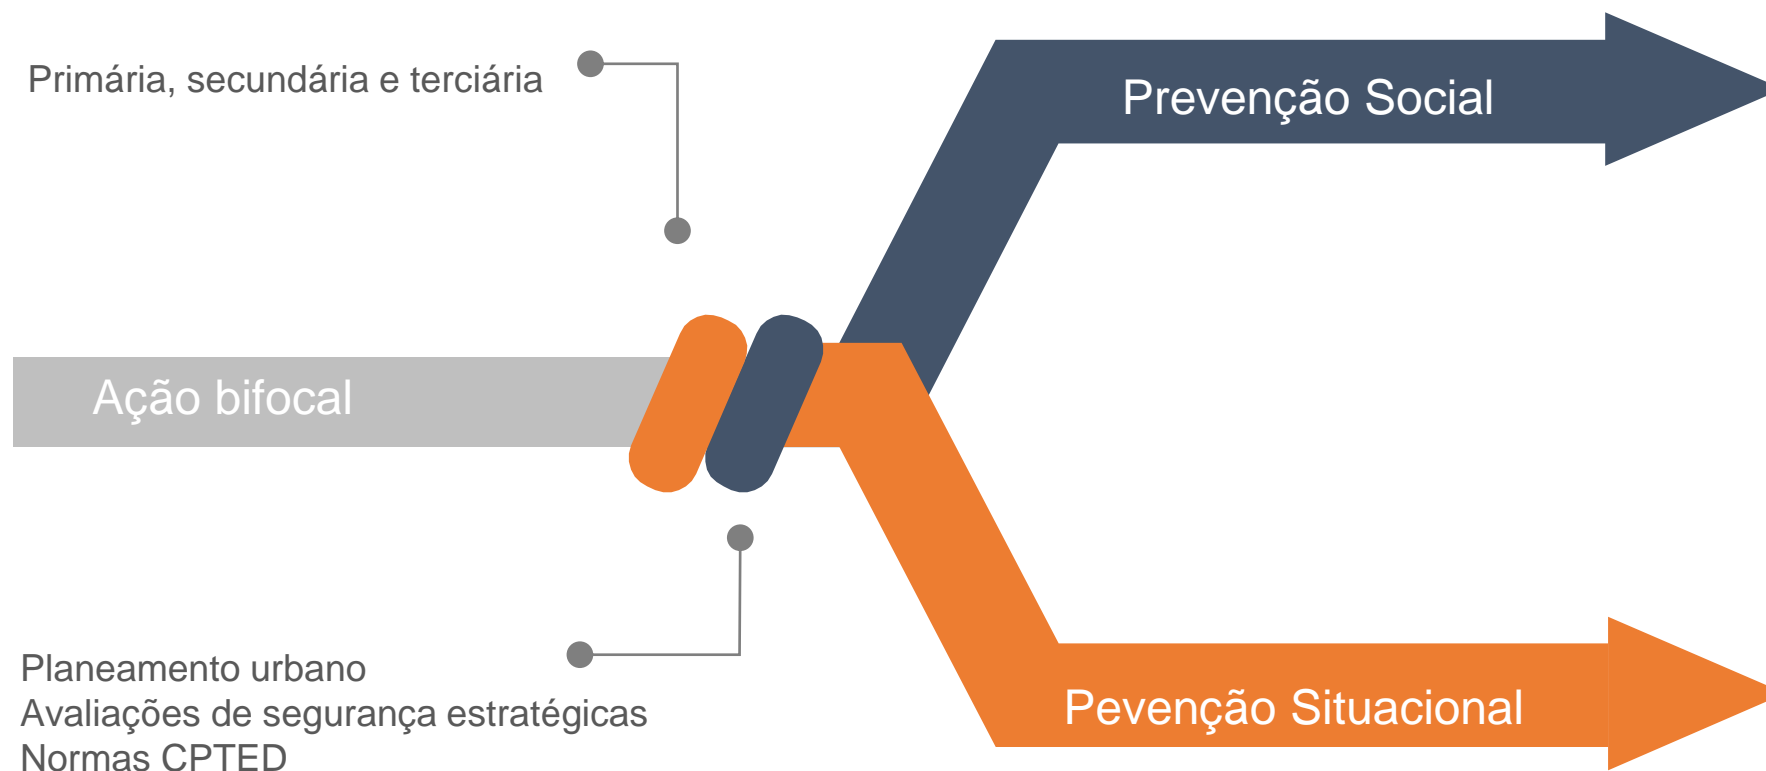 Primária, secundária e terciária
Prevenção Social
Ação bifocal
Planeamento urbano
Avaliações de segurança estratégicas
Normas CPTED
Pevenção Situacional